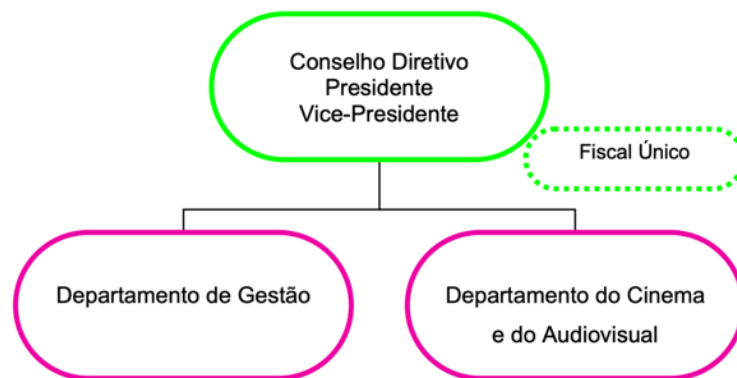 Conselho Diretivo
Presidente
Vice-Presidente
Fiscal Único
Departamento de Gestão
Departamento do Cinema
e do Audiovisual